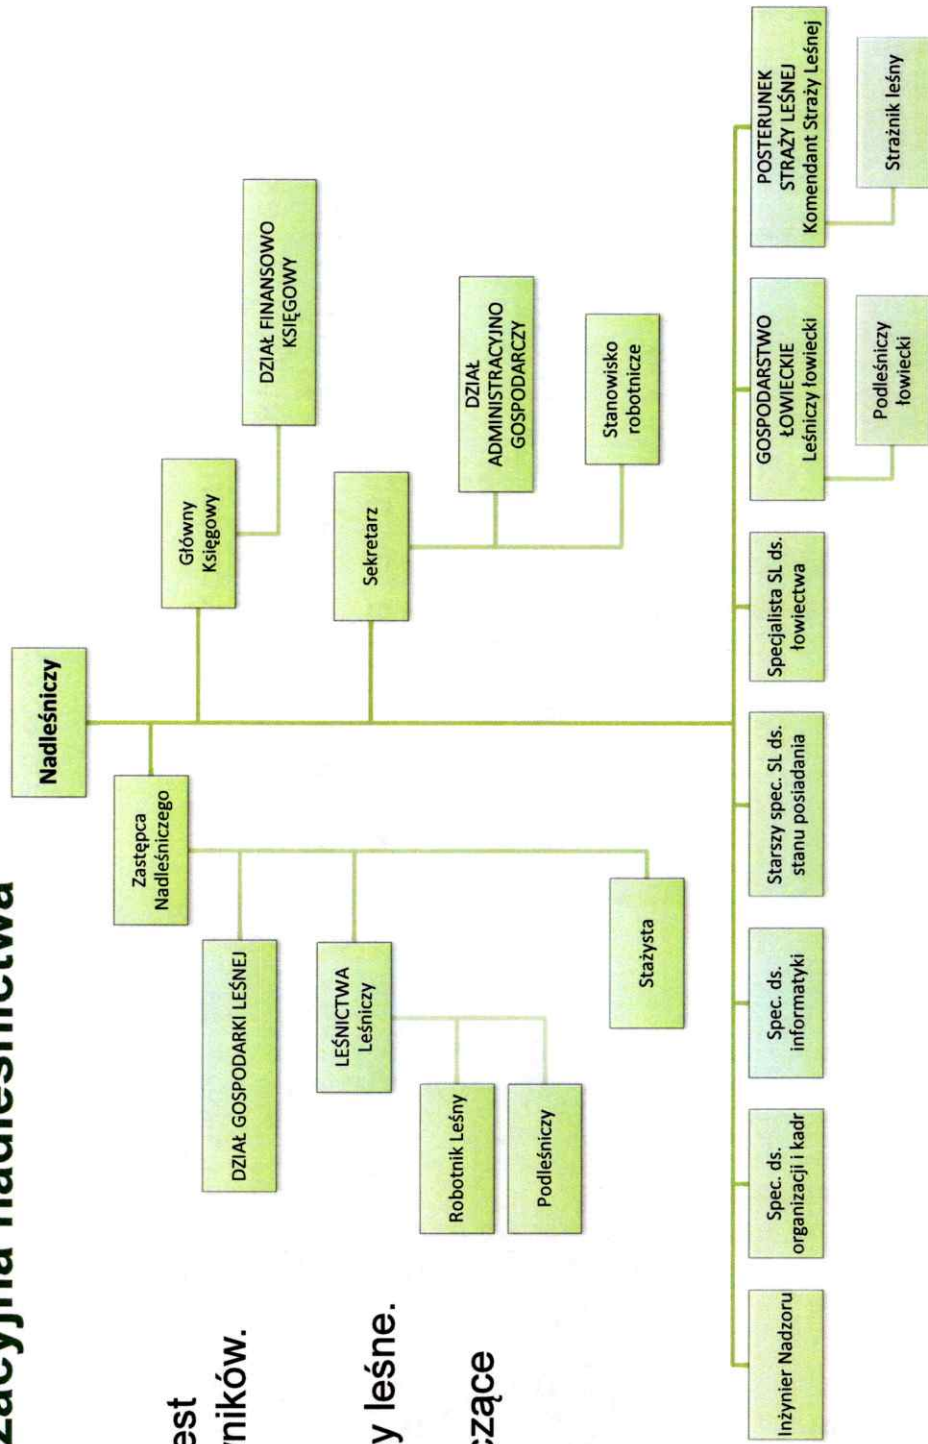 zacyjna nadleśnictwa
est
ników.
y leśne.
czące
Nadleśniczy
Zastępca
Nadleśniczego
Główny
Księgowy
DZIAŁ FINANSOWO
KSIĘGOWY
DZIAŁ GOSPODARKI LEŚNEJ
LEŚNICTWA
Leśniczy
Robotnik Leśny
Podleśniczy
Stażysta
Sekretarz
DZIAŁ
ADMINISTRACYJNO
GOSPODARCZY
Stanowisko
robotnicze
Inżynier Nadzoru
Spec. ds.
organizacji i kadr
Spec. ds.
informatyki
Starszy spec. SL ds.
stanu posiadania
Specjalista SL ds.
łowiectwa
GOSPODARSTWO
ŁOWIECKIE
Leśniczy łowiecki
Podleśniczy
łowiecki
POSTERUNEK
STRAŻY LEŚNEJ
Komendant Straży Leśnej
Strażnik leśny